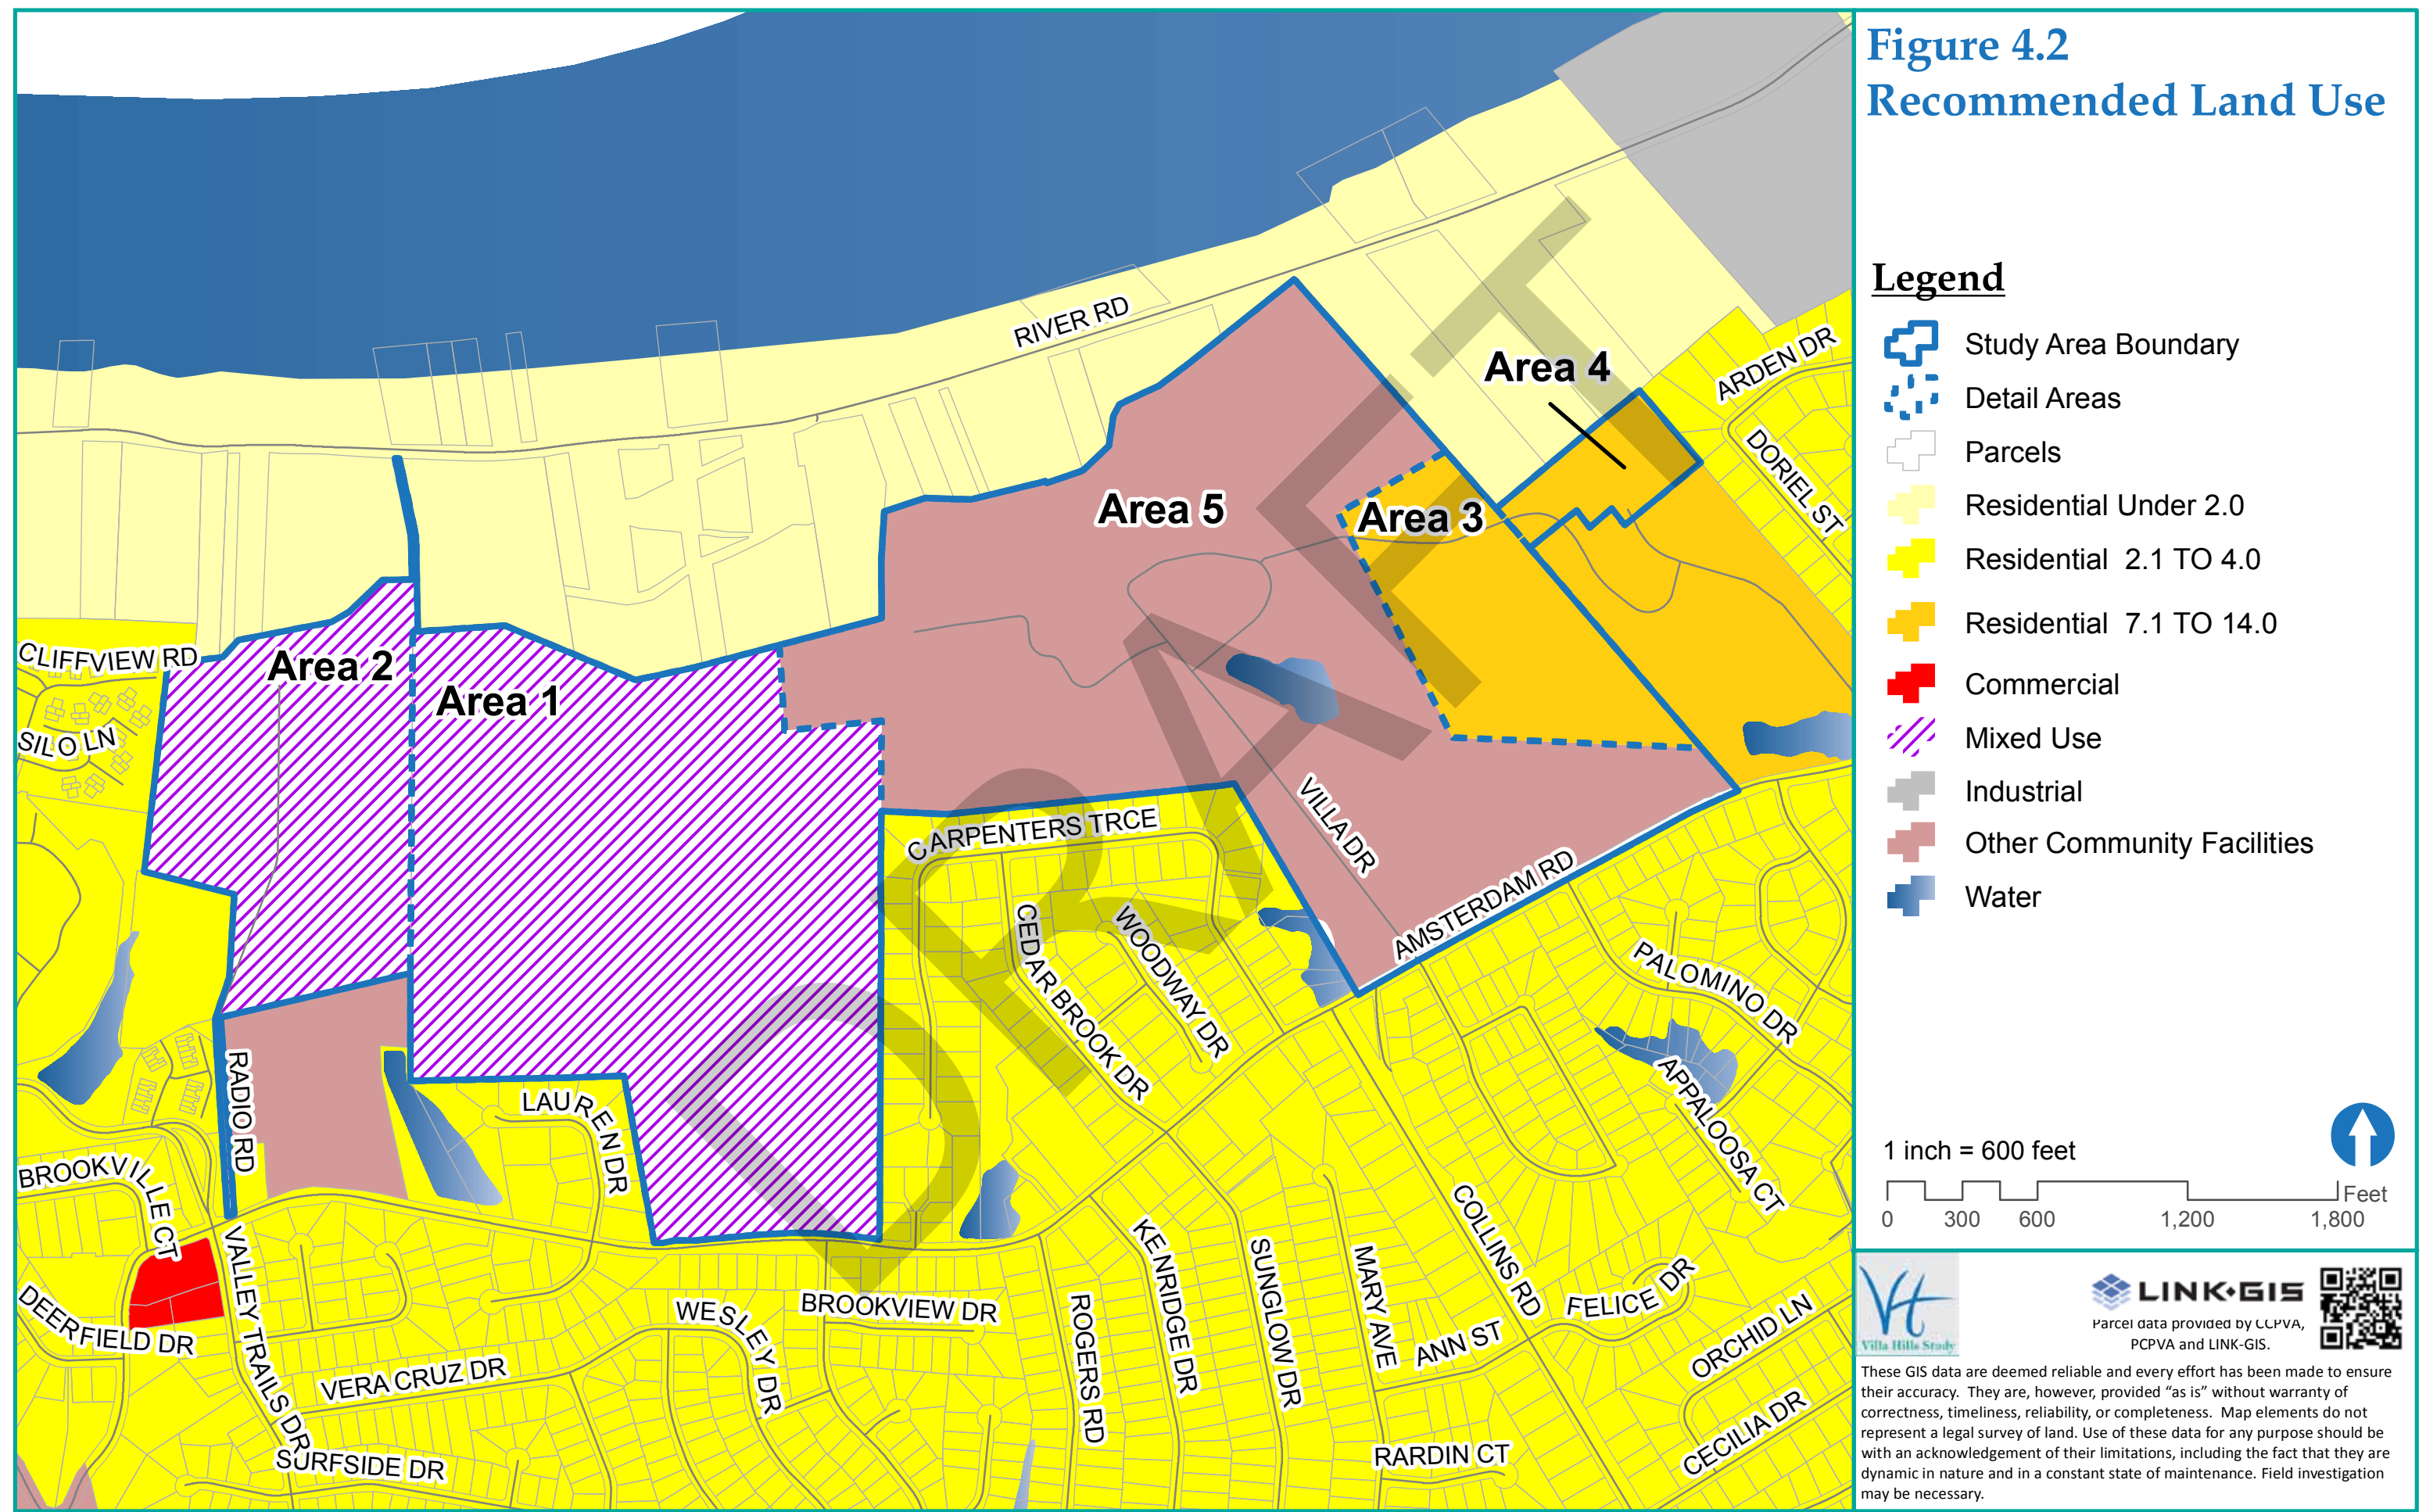 Figure 4.2
Recommended Land Use
Legend
Study Area Boundary
Detail Areas
Parcels
Residential Under 2.0
Residential 2.1 TO 4.0
Residential 7.1 TO 14.0
Commercial
Mixed Use
Industrial
Other Community Facilities
Water
1 inch = 600 feet
Feet
0 300 600 1,200 1,800
Vt
Villa Hills Study
LINK•GIS
Parcel data provided by CCPVA,
PCPVA and LINK-GIS.
These GIS data are deemed reliable and every effort has been made to ensure
their accuracy. They are, however, provided “as is” without warranty of
correctness, timeliness, reliability, or completeness. Map elements do not
represent a legal survey of land. Use of these data for any purpose should be
with an acknowledgement of their limitations, including the fact that they are
dynamic in nature and in a constant state of maintenance. Field investigation
may be necessary.
DRAFT
RIVER RD
Area 4
ARDEN DR
DORIEL ST
Area 5
Area 3
CLIFFVIEW RD
Area 2
Area 1
SILO LN
CARPENTERS TRCE
VILLA DR
AMSTERDAM RD
CEDAR BROOK DR
WOODWAY DR
PALOMINO DR
APPALOOSA CT
RADIO RD
LAUREN DR
BROOKVILLE CT
DEERFIELD DR
VALLEY TRAILS DR
VERA CRUZ DR
SURFSIDE DR
WESLEY DR
BROOKVIEW DR
ROGERS RD
KENRIDGE DR
SUNGLOW DR
MARY AVE
COLLINS RD
ANN ST
FELICE DR
ORCHID LN
CECILIA DR
RARDIN CT